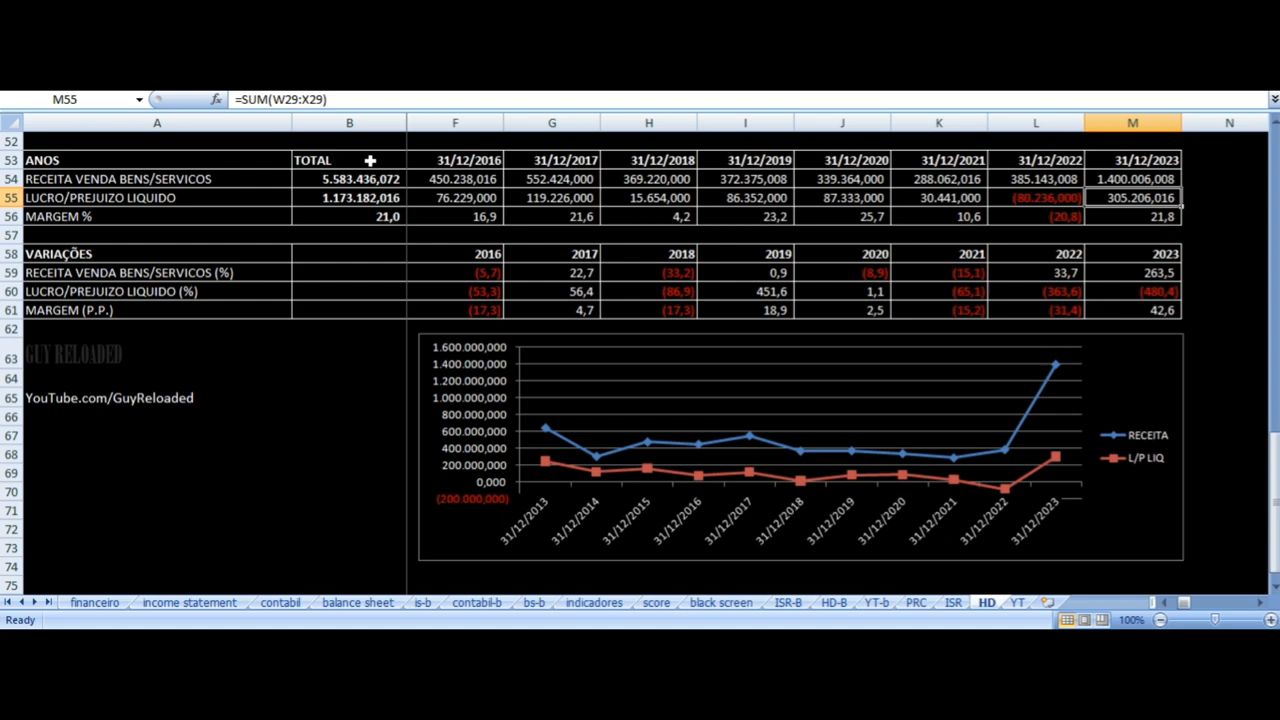 M55 fx =SUM(W29:X29)
A B F G H I J K L M N
52
53 ANOS TOTAL 31/12/2016 31/12/2017 31/12/2018 31/12/2019 31/12/2020 31/12/2021 31/12/2022 31/12/2023
54 RECEITA VENDA BENS/SERVICOS 5.583.436,072 450.238,016 552.424,000 369.220,000 372.375,008 339.364,000 288.062,016 385.143,008 1.400.006,008
55 LUCRO/PREJUIZO LIQUIDO 1.173.182,016 76.229,000 119.226,000 15.654,000 86.352,000 87.333,000 30.441,000 (80.236,000) 305.206,016
56 MARGEM % 21,0 16,9 21,6 4,2 23,2 25,7 10,6 (20,8) 21,8
57
58 VARIAÇÕES 2016 2017 2018 2019 2020 2021 2022 2023
59 RECEITA VENDA BENS/SERVICOS (%) (5,7) 22,7 (33,2) 0,9 (8,9) (15,1) 33,7 263,5
60 LUCRO/PREJUIZO LIQUIDO (%) (53,3) 56,4 (86,9) 451,6 1,1 (65,1) (363,6) (480,4)
61 MARGEM (P.P.) (17,3) 4,7 (17,3) 18,9 2,5 (15,2) (31,4) 42,6
62
63 GUY RELOADED
64
65 YouTube.com/GuyReloaded
66
67
68
69
70
71
72
73
74
75
1.600.000,000
1.400.000,000
1.200.000,000
1.000.000,000
800.000,000
600.000,000
400.000,000
200.000,000
0,000
(200.000,000)
31/12/2013 31/12/2014 31/12/2015 31/12/2016 31/12/2017 31/12/2018 31/12/2019 31/12/2020 31/12/2021 31/12/2022 31/12/2023
RECEITA
L/P LIQ
financeiro income statement contabil balance sheet is-b contabil-b bs-b indicadores score black screen ISR-B HD-B YT-b PRC ISR HD YT
Ready 100%